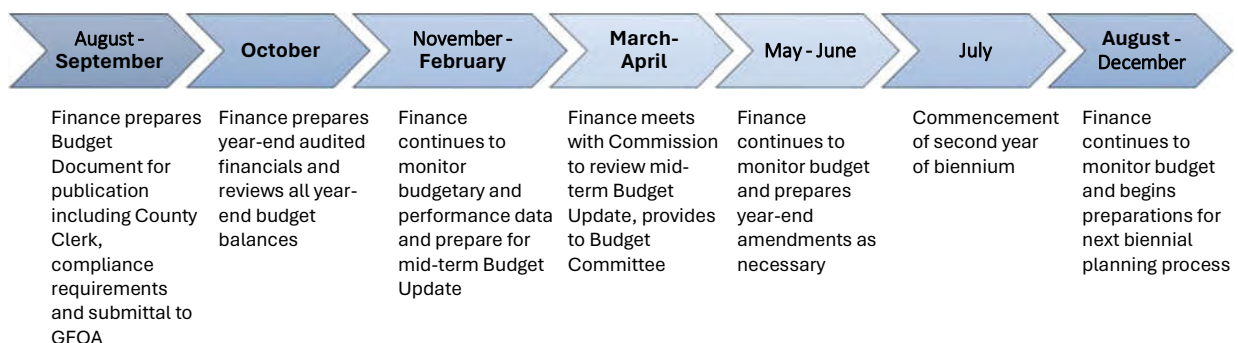 August -
September
October
November -
February
March-
April
May - June
July
August -
December
Finance prepares
Budget
Document for
publication
including County
Clerk,
compliance
requirements
and submittal to
GFOA
Finance prepares
year-end audited
financials and
reviews all year-
end budget
balances
Finance
continues to
monitor
budgetary and
performance data
and prepare for
mid-term Budget
Update
Finance meets
with Commission
to review mid-
term Budget
Update, provides
to Budget
Committee
Finance
continues to
monitor budget
and prepares
year-end
amendments as
necessary
Commencement
of second year
of biennium
Finance
continues to
monitor budget
and begins
preparations for
next biennial
planning process